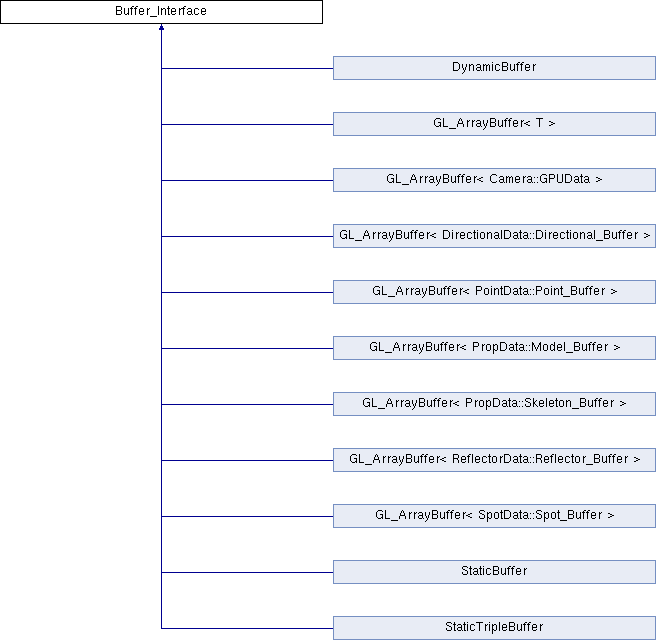 Buffer_Interface
DynamicBuffer
GL_ArrayBuffer< T >
GL_ArrayBuffer< Camera::GPUData >
GL_ArrayBuffer< DirectionalData::Directional_Buffer >
GL_ArrayBuffer< PointData::Point_Buffer >
GL_ArrayBuffer< PropData::Model_Buffer >
GL_ArrayBuffer< PropData::Skeleton_Buffer >
GL_ArrayBuffer< ReflectorData::Reflector_Buffer >
GL_ArrayBuffer< SpotData::Spot_Buffer >
StaticBuffer
StaticTripleBuffer